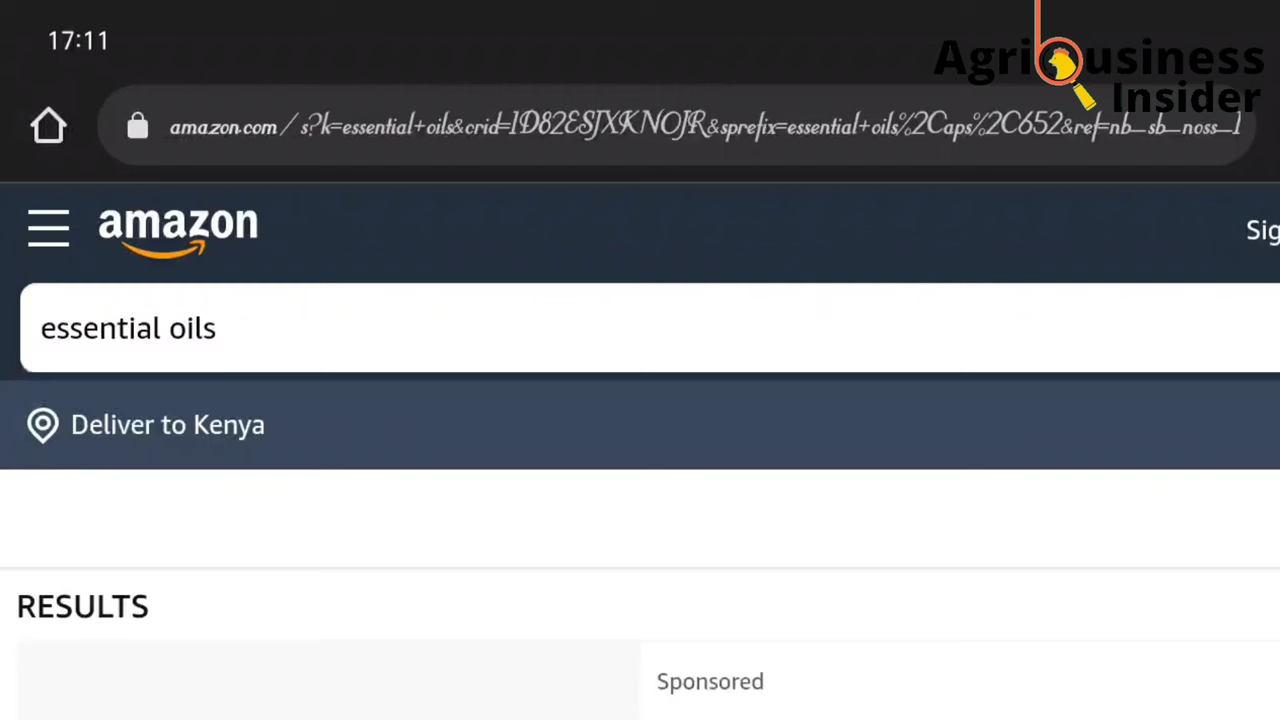 17:11
Agribusiness
Insider
amazon.com/s?k=essential+oils&crid=1D82ESJXKNOJR&sprefix=essential+oils%2Caps%2C652&ref=nb_sb_noss_1
amazon
Sig
essential oils
Deliver to Kenya
RESULTS
Sponsored